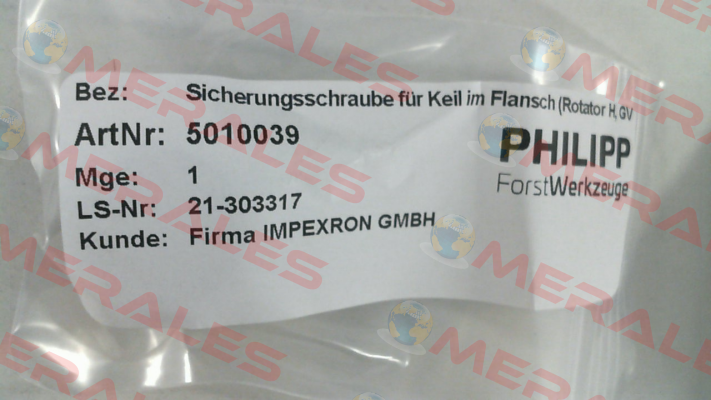 Bez: Sicherungsschraube für Keil im Flansch (Rotator H, GV
ArtNr: 5010039
PHILIPP
ForstWerkzeuge
Mge: 1
LS-Nr: 21-303317
Kunde: Firma IMPEXRON GMBH
MERALES
MERALES
MERALES
MERALES
MERALES
MERALES